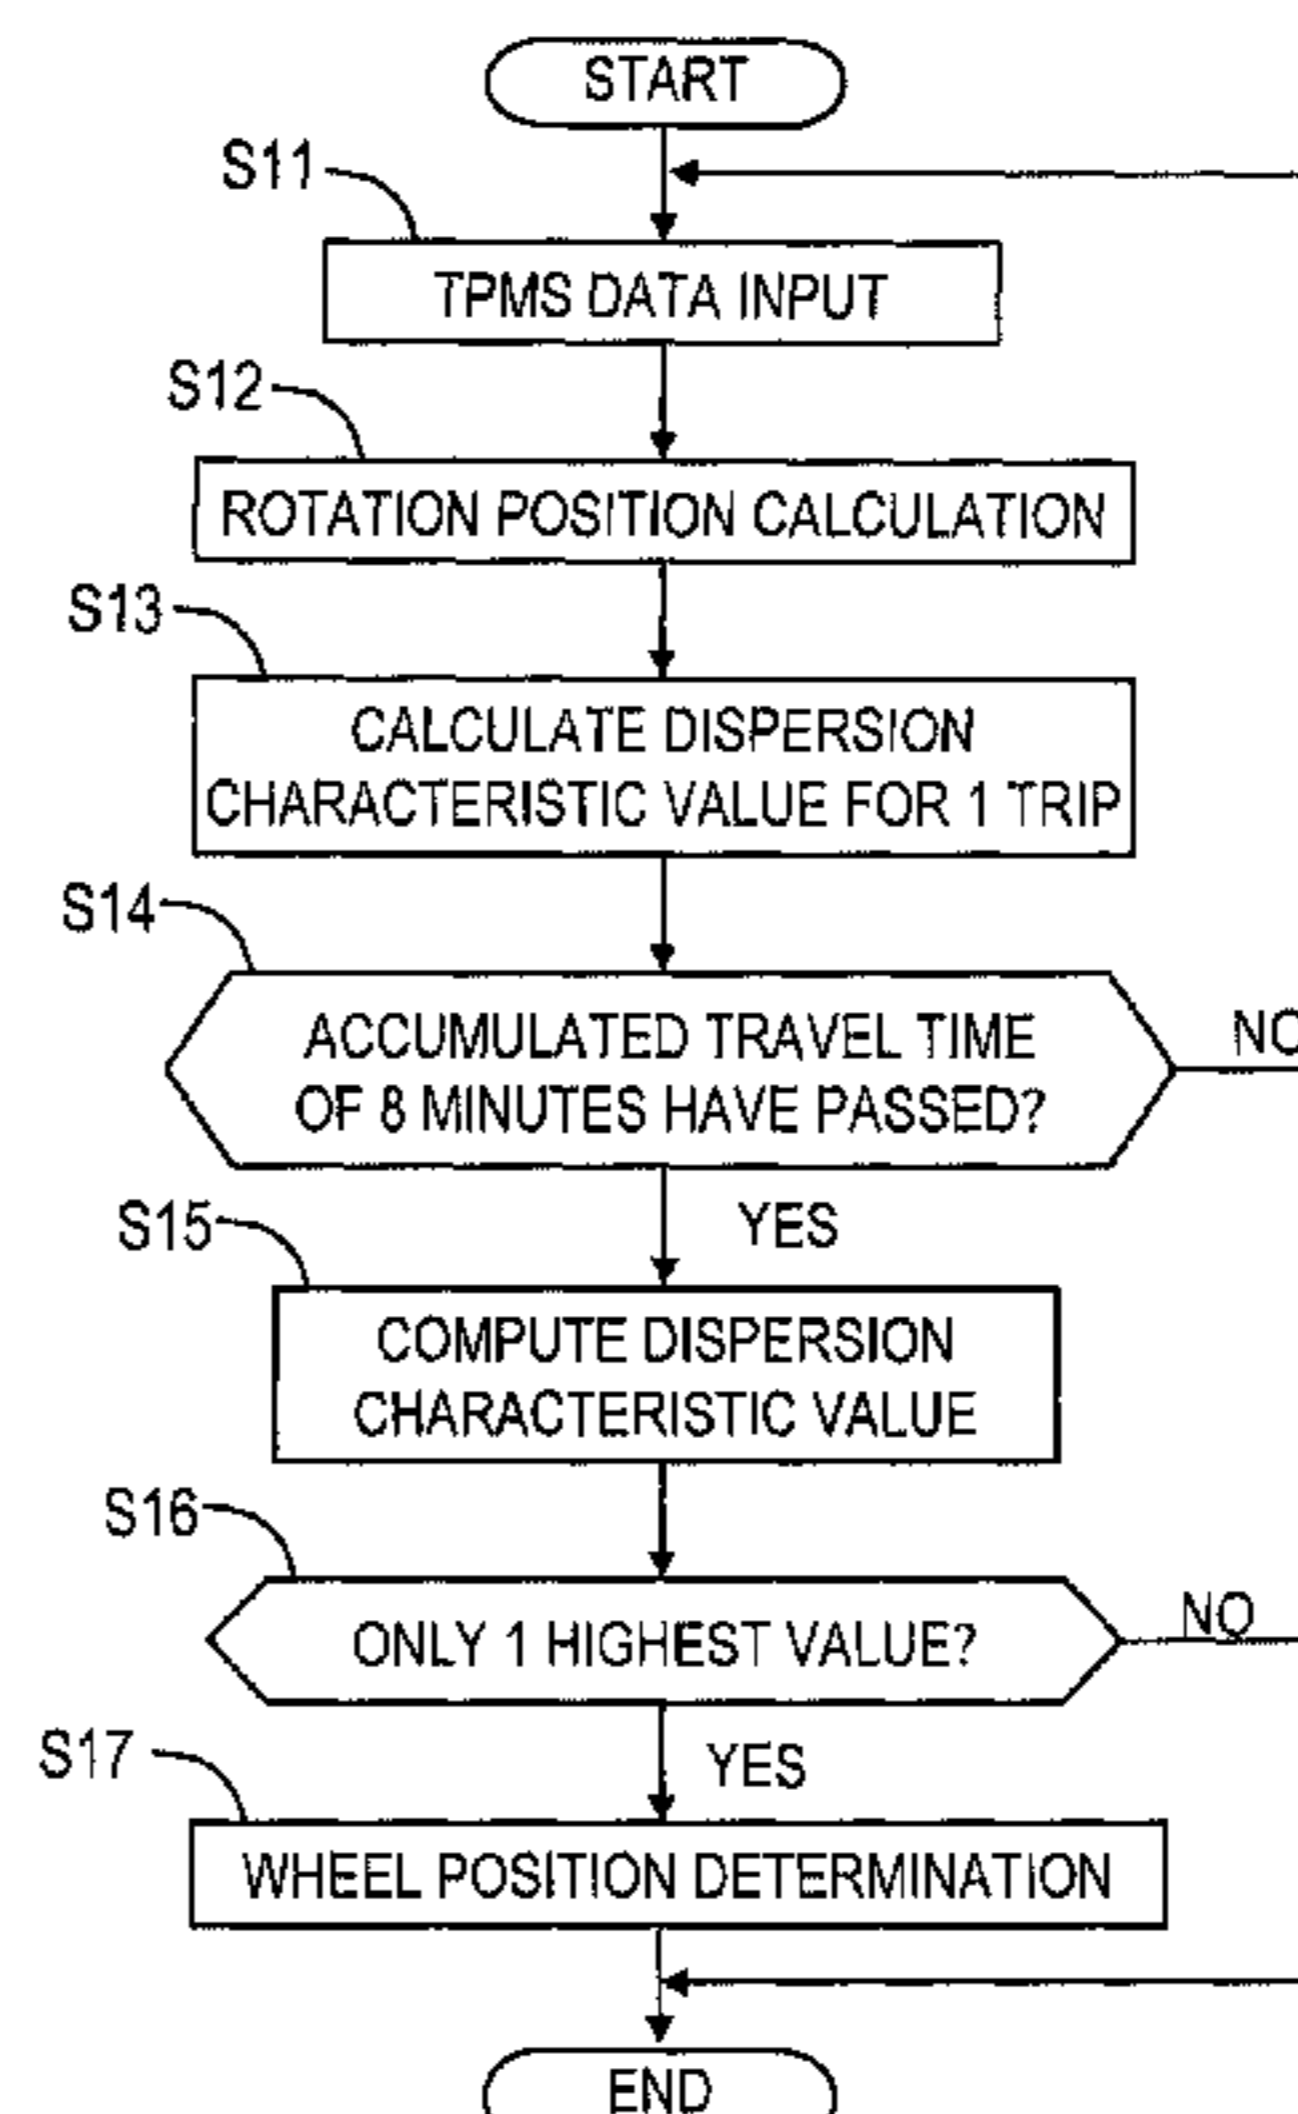 START
S11
TPMS DATA INPUT
S12
ROTATION POSITION CALCULATION
S13
CALCULATE DISPERSION
CHARACTERISTIC VALUE FOR 1 TRIP
S14
ACCUMULATED TRAVEL TIME
OF 8 MINUTES HAVE PASSED?
NO
YES
S15
COMPUTE DISPERSION
CHARACTERISTIC VALUE
S16
ONLY 1 HIGHEST VALUE?
NO
YES
S17
WHEEL POSITION DETERMINATION
END